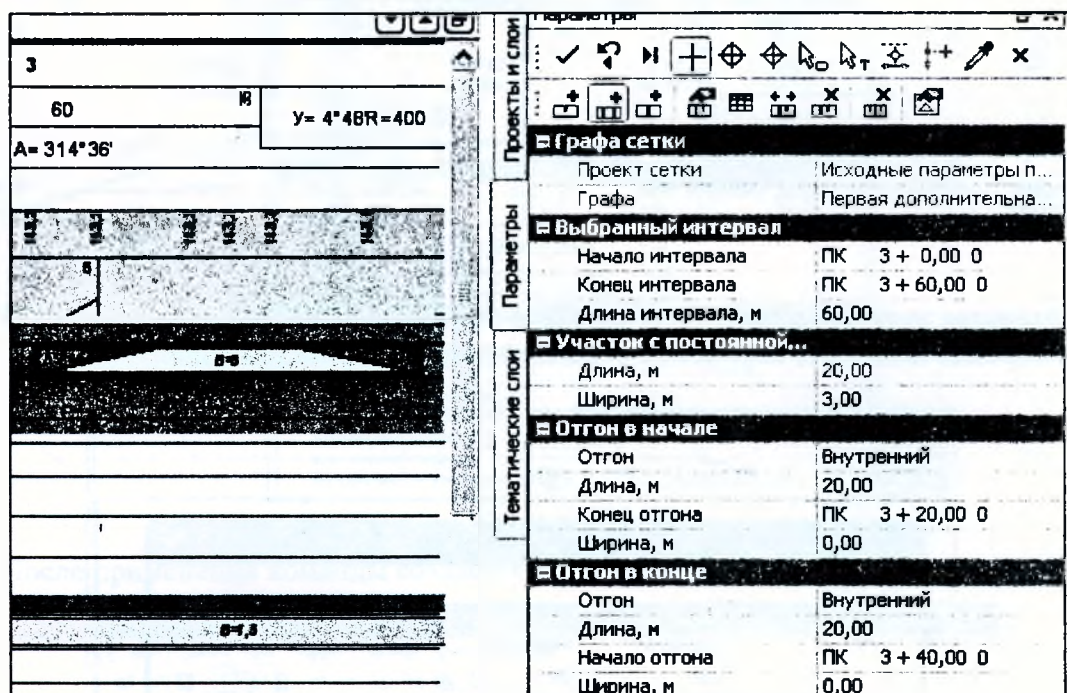 Параметры
3
60
У= 4°48R=400
А= 314°36'
Проекты и слои
Параметры
Тематические слои
Графа сетки
Проект сетки Исходные параметры п...
Графа Первая дополнительна...
Выбранный интервал
Начало интервала ПК 3 + 0,00 0
Конец интервала ПК 3 + 60,00 0
Длина интервала, м 60,00
Участок с постоянной...
Длина, м 20,00
Ширина, м 3,00
Отгон в начале
Отгон Внутренний
Длина, м 20,00
Конец отгона ПК 3 + 20,00 0
Ширина, м 0,00
Отгон в конце
Отгон Внутренний
Длина, м 20,00
Начало отгона ПК 3 + 40,00 0
Ширина, м 0,00